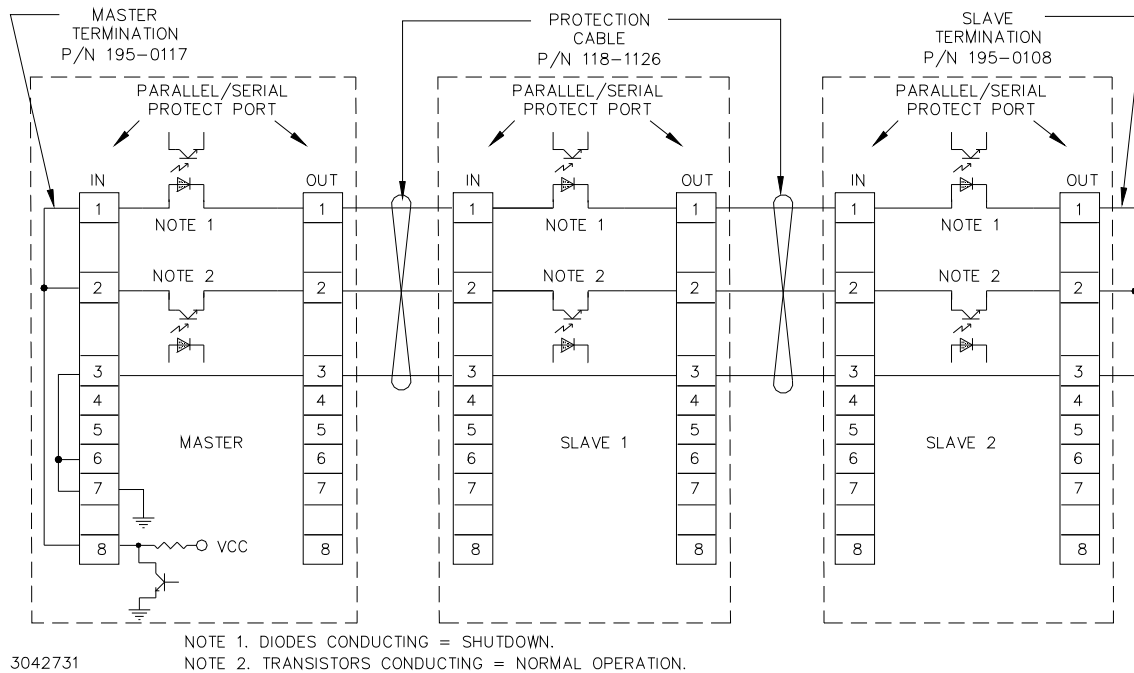 MASTER
TERMINATION
P/N 195-0117
PROTECTION
CABLE
P/N 118-1126
SLAVE
TERMINATION
P/N 195-0108
PARALLEL/SERIAL
PROTECT PORT
PARALLEL/SERIAL
PROTECT PORT
PARALLEL/SERIAL
PROTECT PORT
IN OUT IN OUT IN OUT
1 1 1 1 1 1
NOTE 1 NOTE 1 NOTE 1
NOTE 2 NOTE 2 NOTE 2
2 2 2 2 2 2
3 3 3 3 3 3
4 4 4 4 4 4
5 5 5 5 5 5
MASTER SLAVE 1 SLAVE 2
6 6 6 6 6 6
7 7 7 7 7 7
8 VCC 8 8 8 8 8
NOTE 1. DIODES CONDUCTING = SHUTDOWN.
3042731 NOTE 2. TRANSISTORS CONDUCTING = NORMAL OPERATION.